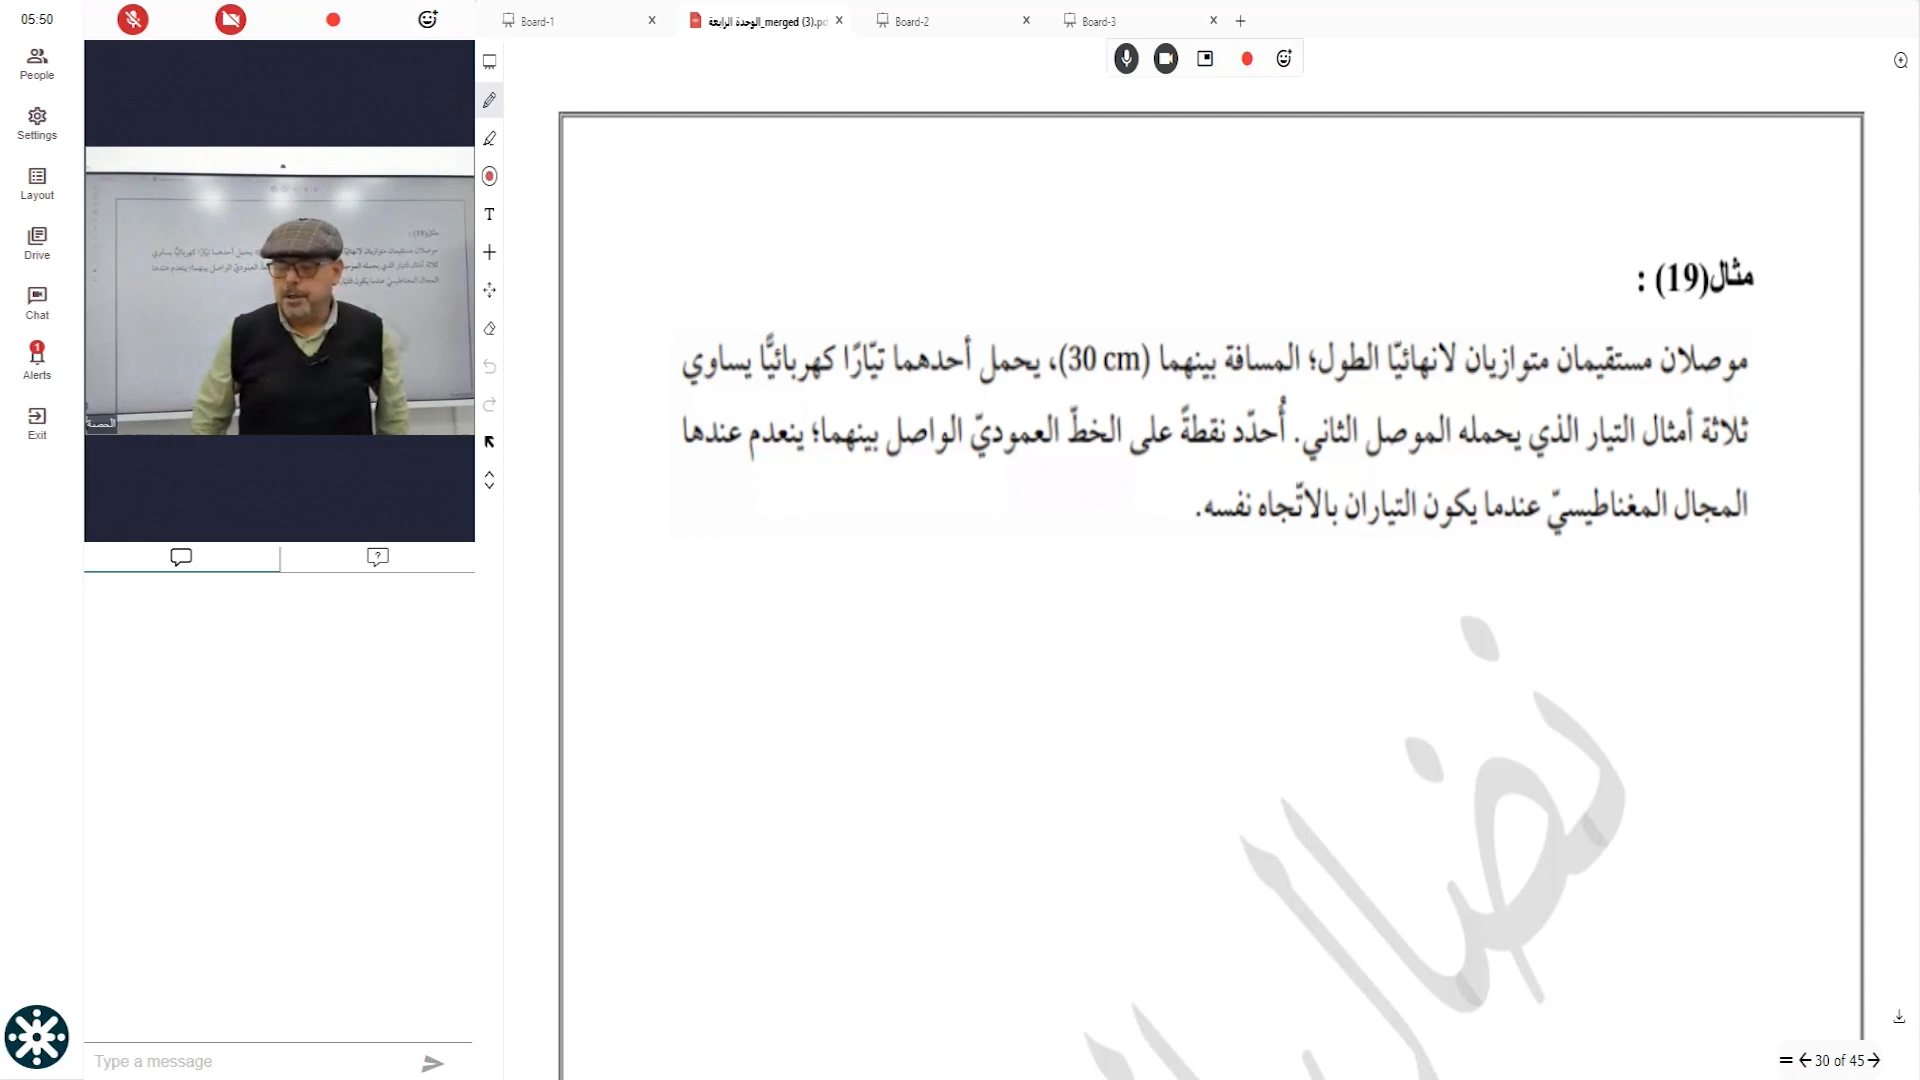 05:50
People
Settings
Layout
Drive
Chat
1
Alerts
Exit
Board-1
الوحدة الرابعة_merged (3).pd
Board-2
Board-3
T
مثال(19) :
موصلان مستقيمان متوازيان لانهائيّا الطول؛ المسافة بينهما (30 cm)، يحمل أحدهما تيّارًا كهربائيًّا يساوي
ثلاثة أمثال التيار الذي يحمله الموصل الثاني. أُحدّد نقطةً على الخطّ العموديّ الواصل بينهما؛ ينعدم عندها
المجال المغناطيسيّ عندما يكون التياران بالاتّجاه نفسه.
نضال
Type a message
30 of 45